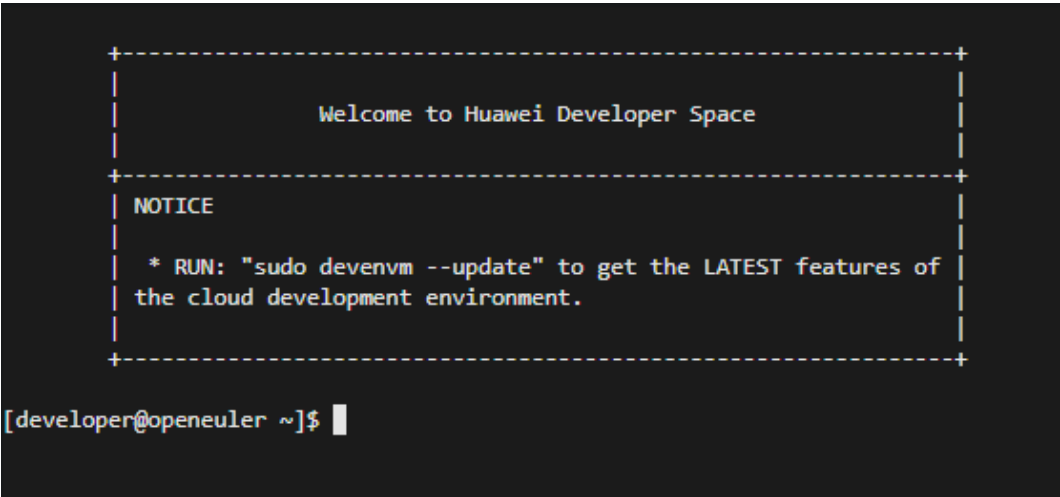 Welcome to Huawei Developer Space
NOTICE
* RUN: "sudo devenvm --update" to get the LATEST features of
the cloud development environment.
[developer@openeuler ~]$